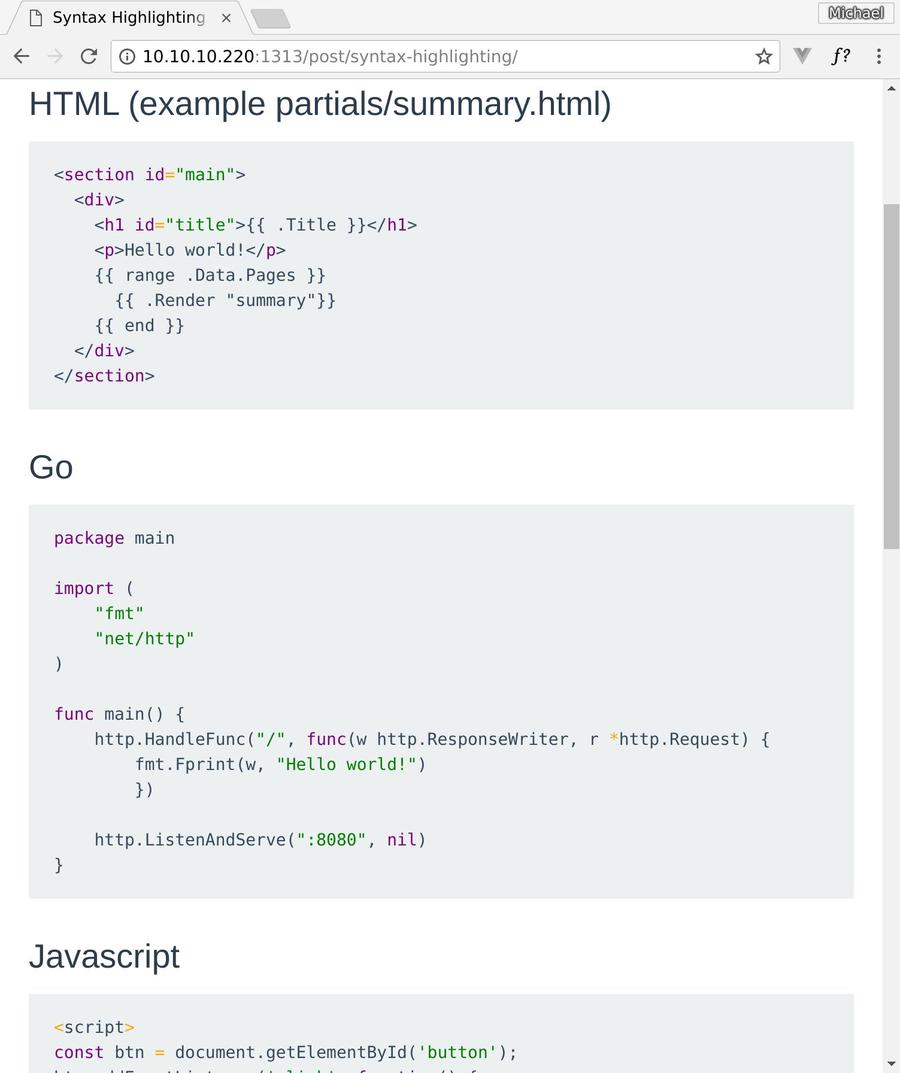 Syntax Highlighting
Michael
10.10.10.220:1313/post/syntax-highlighting/
f?
HTML (example partials/summary.html)
<section id="main">
  <div>
    <h1 id="title">{{ .Title }}</h1>
    <p>Hello world!</p>
    {{ range .Data.Pages }}
      {{ .Render "summary"}}
    {{ end }}
  </div>
</section>
Go
package main
import (
    "fmt"
    "net/http"
)
func main() {
    http.HandleFunc("/", func(w http.ResponseWriter, r *http.Request) {
        fmt.Fprint(w, "Hello world!")
        })
    http.ListenAndServe(":8080", nil)
}
Javascript
<script>
const btn = document.getElementById('button');